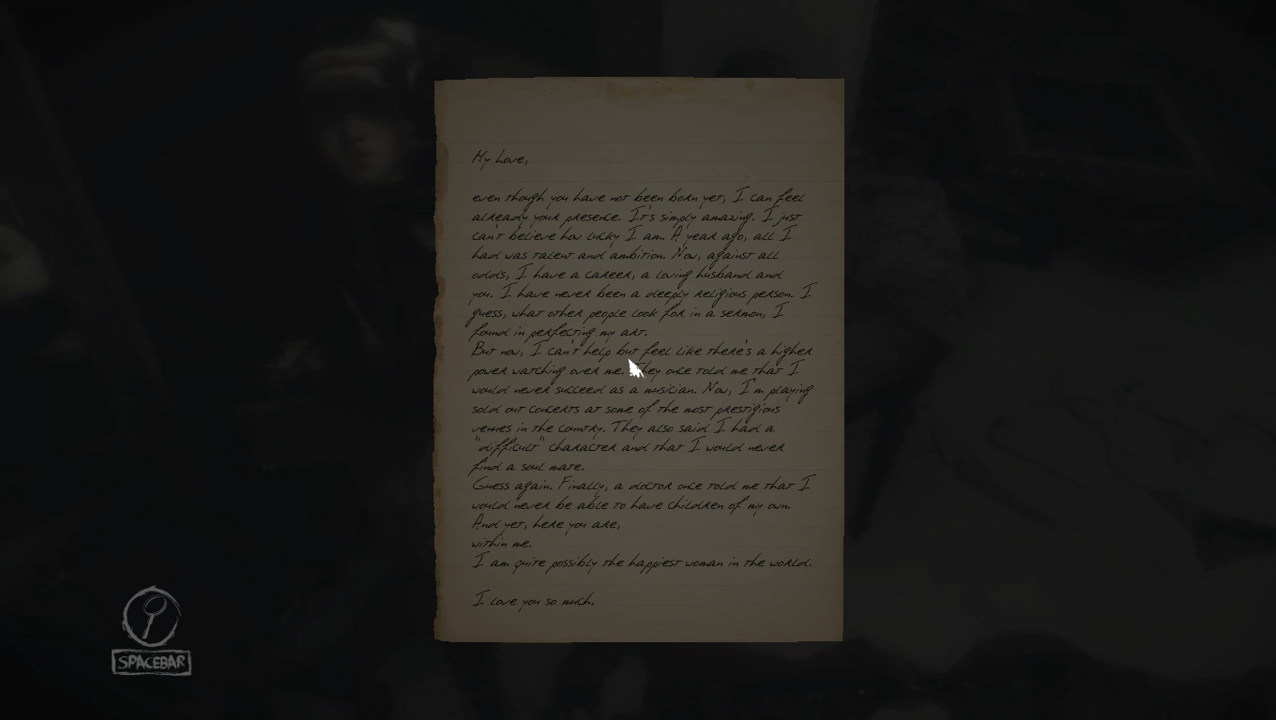 My Love,
even though you have not been born yet, I can feel
already your presence. It's simply amazing. I just
can't believe how lucky I am. A year ago, all I
had was talent and ambition. Now, against all
odds, I have a career, a loving husband and
you. I have never been a deeply religious person. I
guess, what other people look for in a sermon, I
found in perfecting my art.
But now, I can't help but feel like there's a higher
power watching over me. They once told me that I
would never succeed as a musician. Now, I'm playing
sold out concerts at some of the most prestigious
venues in the country. They also said I had a
"difficult" character and that I would never
find a soul mate.
Guess again. Finally, a doctor once told me that I
would never be able to have children of my own.
And yet, here you are,
within me.
I am quite possibly the happiest woman in the world.
I love you so much.
SPACEBAR